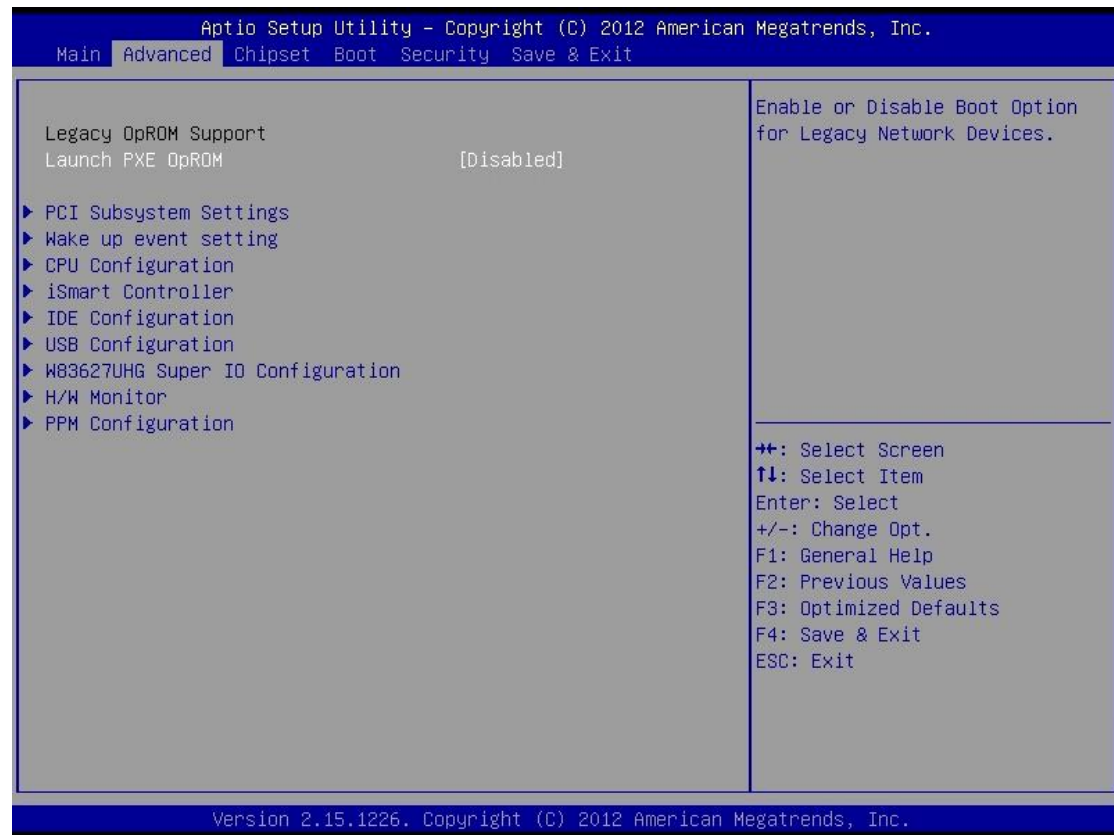 Aptio Setup Utility – Copyright (C) 2012 American Megatrends, Inc.
Main Advanced Chipset Boot Security Save & Exit
Legacy OpROM Support
Launch PXE OpROM [Disabled]
PCI Subsystem Settings
Wake up event setting
CPU Configuration
iSmart Controller
IDE Configuration
USB Configuration
W83627UHG Super IO Configuration
H/W Monitor
PPM Configuration
Enable or Disable Boot Option
for Legacy Network Devices.
→←: Select Screen
↑↓: Select Item
Enter: Select
+/-: Change Opt.
F1: General Help
F2: Previous Values
F3: Optimized Defaults
F4: Save & Exit
ESC: Exit
Version 2.15.1226. Copyright (C) 2012 American Megatrends, Inc.